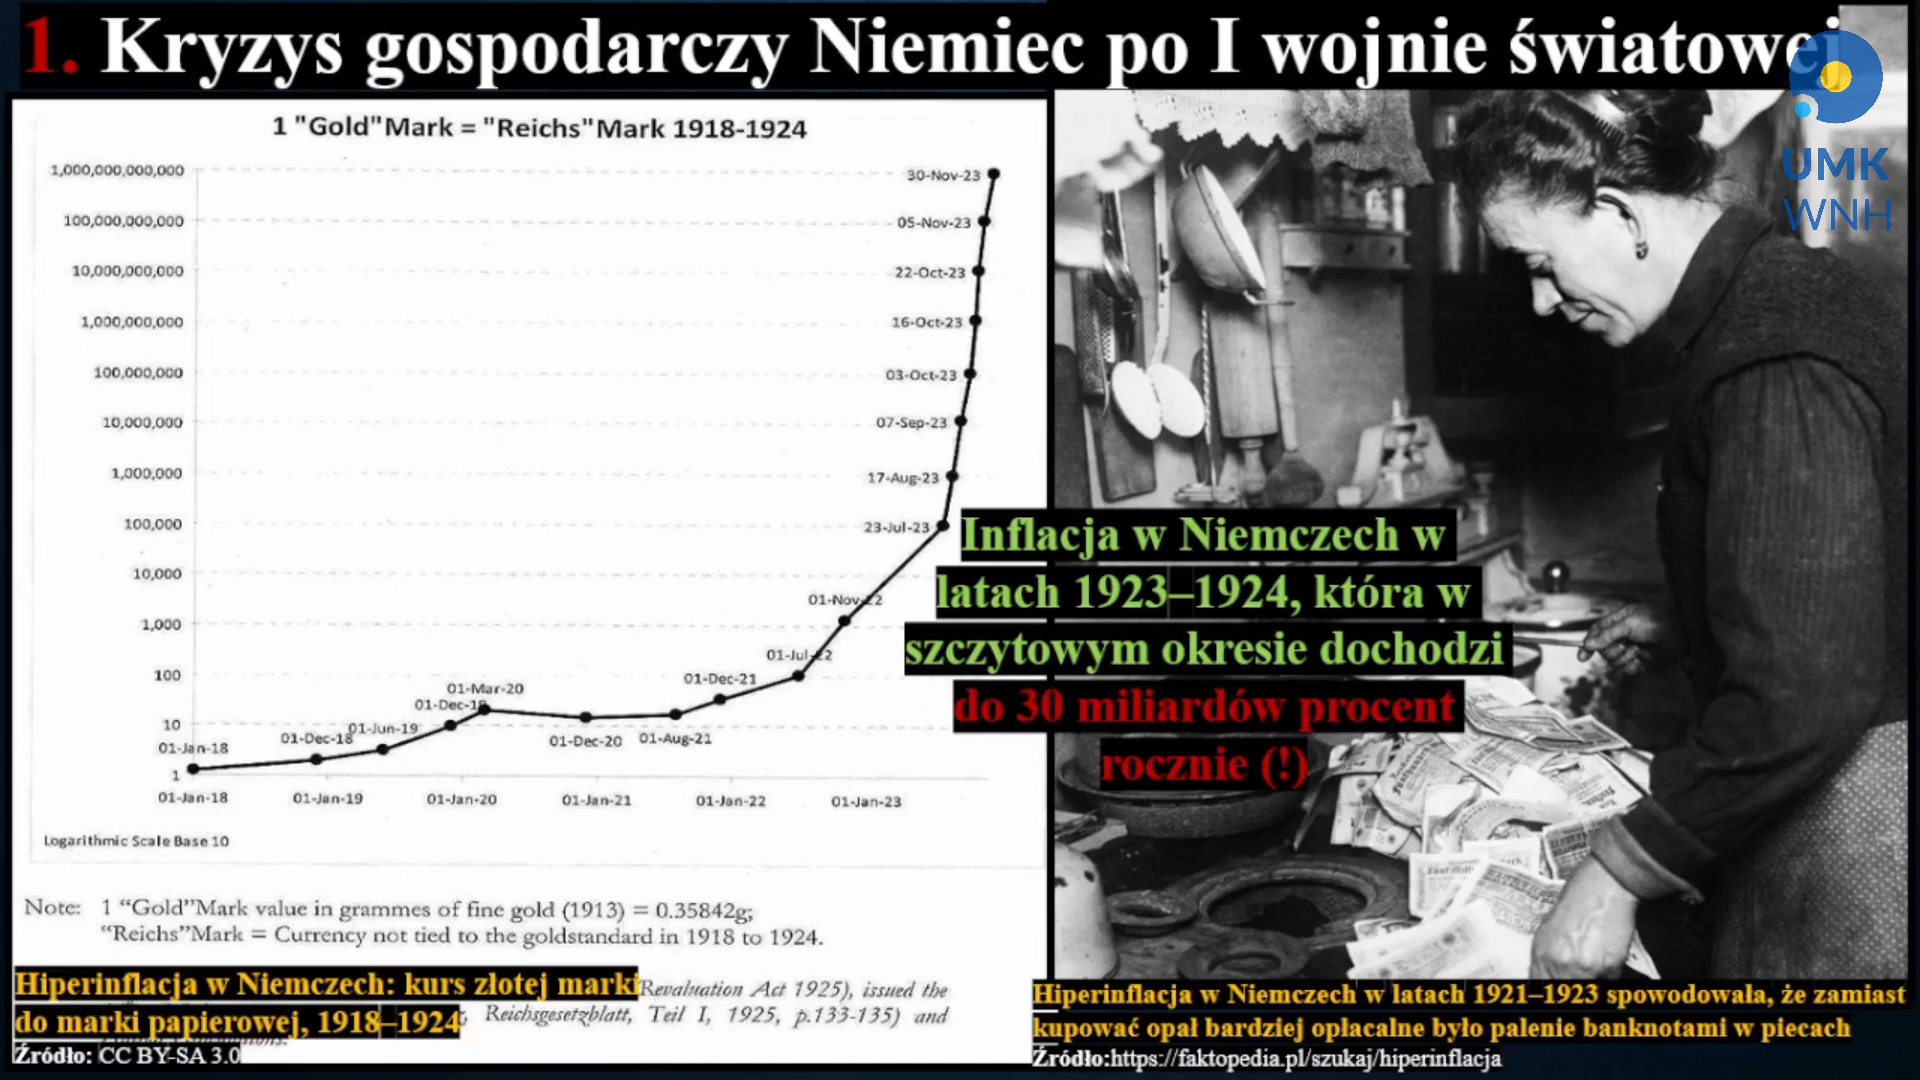 1. Kryzys gospodarczy Niemiec po I wojnie światowej
UMK
WNH
1 "Gold"Mark = "Reichs"Mark 1918-1924
1,000,000,000,000
100,000,000,000
10,000,000,000
1,000,000,000
100,000,000
10,000,000
1,000,000
100,000
10,000
1,000
100
10
1
30-Nov-23
05-Nov-23
22-Oct-23
16-Oct-23
03-Oct-23
07-Sep-23
17-Aug-23
23-Jul-23
01-Nov-22
01-Jul-22
01-Dec-21
01-Mar-20
01-Dec-19
01-Jun-19
01-Dec-18
01-Jan-18
01-Dec-20
01-Aug-21
01-Jan-18
01-Jan-19
01-Jan-20
01-Jan-21
01-Jan-22
01-Jan-23
Logarithmic Scale Base 10
Inflacja w Niemczech w
latach 1923–1924, która w
szczytowym okresie dochodzi
do 30 miliardów procent
rocznie (!)
Note: 1 “Gold”Mark value in grammes of fine gold (1913) = 0.35842g;
“Reichs”Mark = Currency not tied to the goldstandard in 1918 to 1924.
Revaluation Act 1925), issued the
Reichsgesetzblatt, Teil I, 1925, p.133-135) and
Hiperinflacja w Niemczech: kurs złotej marki
do marki papierowej, 1918–1924
Źródło: CC BY-SA 3.0
Hiperinflacja w Niemczech w latach 1921–1923 spowodowała, że zamiast
kupować opał bardziej opłacalne było palenie banknotami w piecach
Źródło:https://faktopedia.pl/szukaj/hiperinflacja